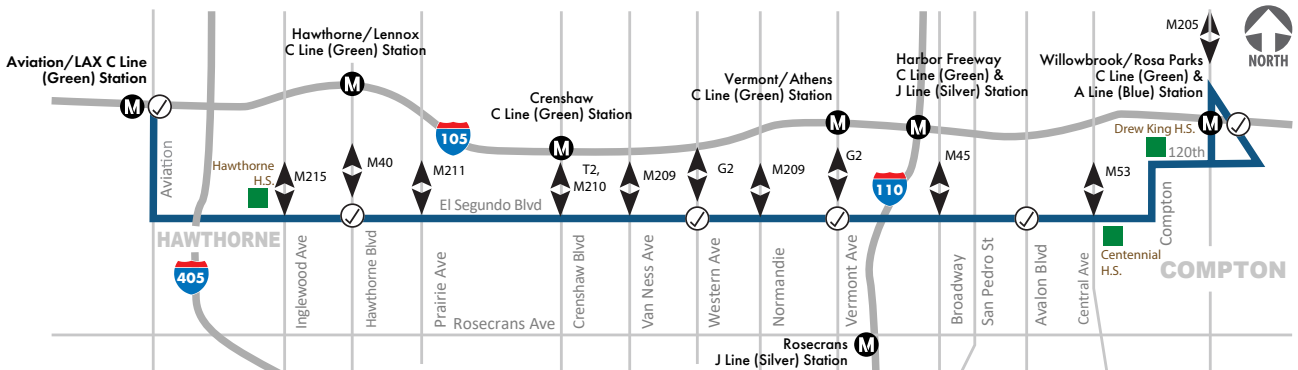 Aviation/LAX C Line
(Green) Station
M
Hawthorne/Lennox
C Line (Green) Station
M
105
Crenshaw
C Line (Green) Station
M
Vermont/Athens
C Line (Green) Station
M
Harbor Freeway
C Line (Green) &
J Line (Silver) Station
M
Willowbrook/Rosa Parks
C Line (Green) &
A Line (Blue) Station
M
M205
NORTH
Drew King H.S.
120th
Aviation
Hawthorne
H.S.
M215
M40
M211
T2,
M210
M209
G2
M209
G2
110
M45
M53
El Segundo Blvd
HAWTHORNE
405
Inglewood Ave
Hawthorne Blvd
Prairie Ave
Crenshaw Blvd
Van Ness Ave
Western Ave
Normandie
Vermont Ave
Broadway
San Pedro St
Avalon Blvd
Central Ave
Compton
Centennial
H.S.
COMPTON
Rosecrans Ave
Rosecrans
J Line (Silver) Station
M